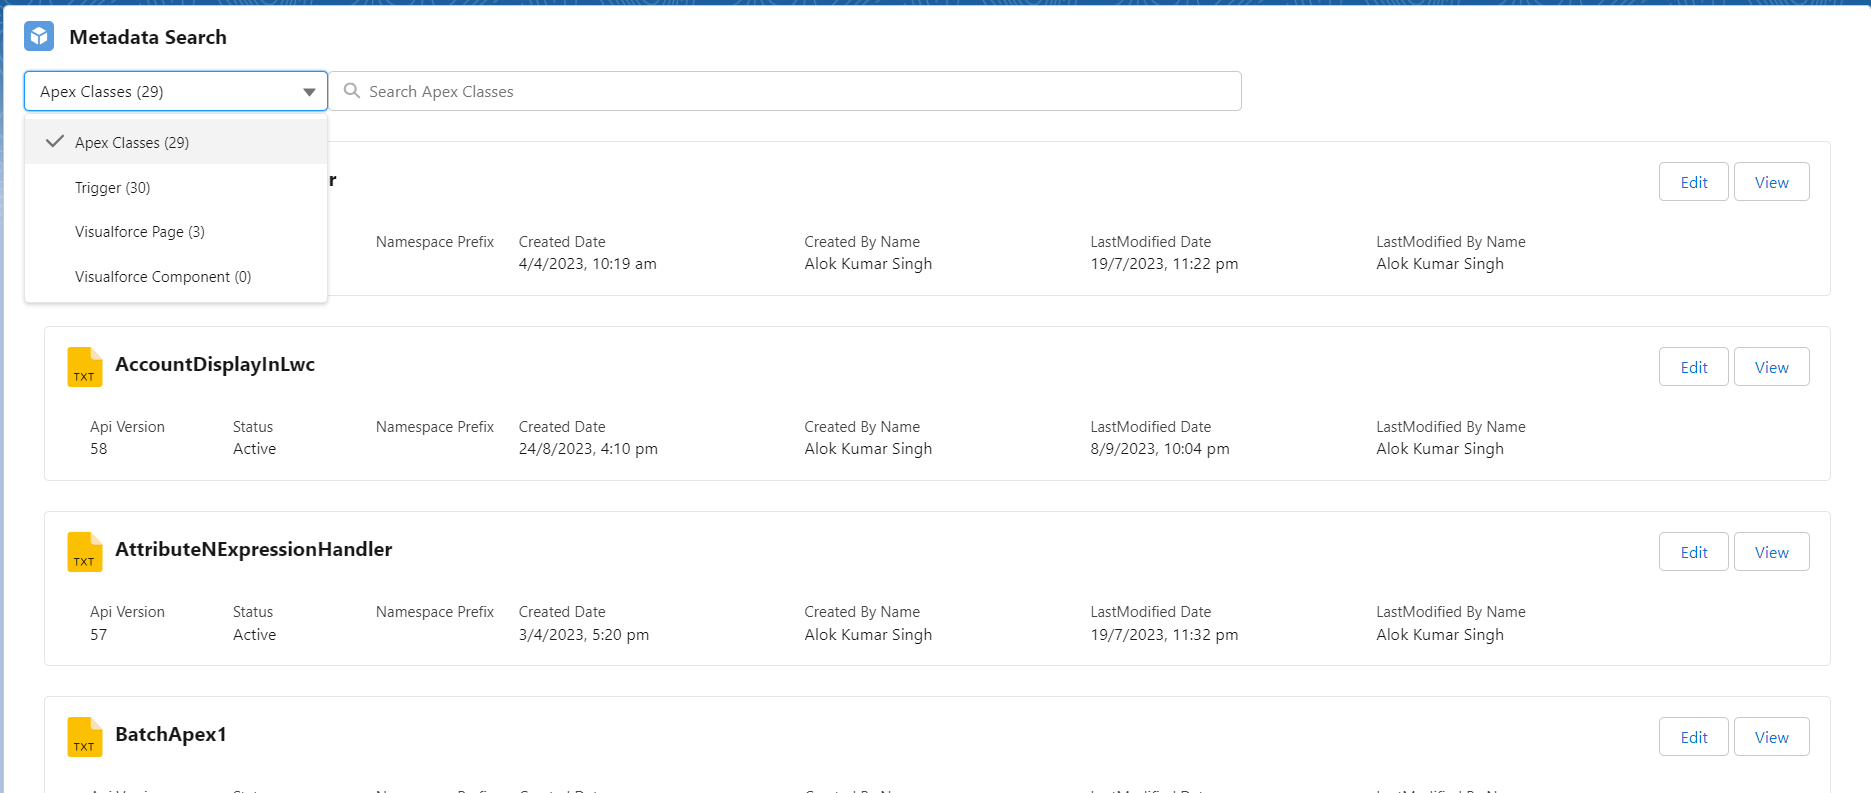 Metadata Search
Apex Classes (29)
Search Apex Classes
Apex Classes (29)
Trigger (30)
Visualforce Page (3)
Visualforce Component (0)
r
Edit View
Namespace Prefix Created Date Created By Name LastModified Date LastModified By Name
4/4/2023, 10:19 am Alok Kumar Singh 19/7/2023, 11:22 pm Alok Kumar Singh
TXT AccountDisplayInLwc Edit View
Api Version Status Namespace Prefix Created Date Created By Name LastModified Date LastModified By Name
58 Active 24/8/2023, 4:10 pm Alok Kumar Singh 8/9/2023, 10:04 pm Alok Kumar Singh
TXT AttributeNExpressionHandler Edit View
Api Version Status Namespace Prefix Created Date Created By Name LastModified Date LastModified By Name
57 Active 3/4/2023, 5:20 pm Alok Kumar Singh 19/7/2023, 11:32 pm Alok Kumar Singh
TXT BatchApex1 Edit View